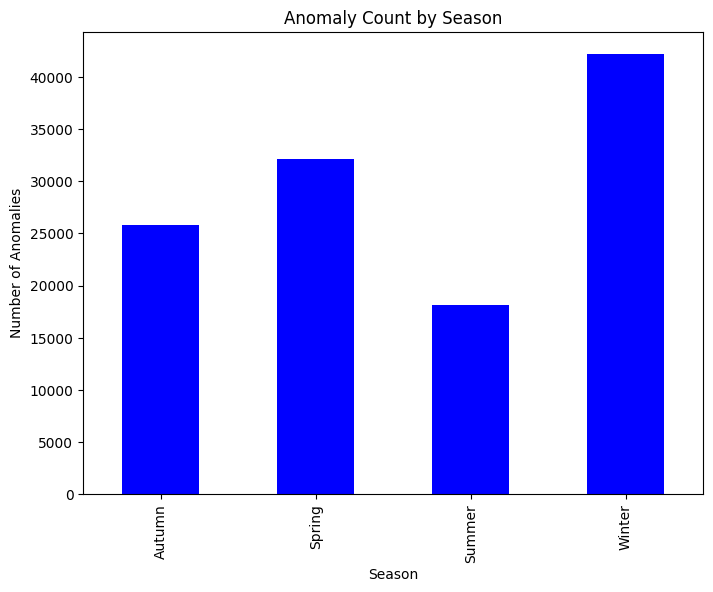 Anomaly Count by Season
Number of Anomalies
40000
35000
30000
25000
20000
15000
10000
5000
0
Autumn
Spring
Summer
Winter
Season